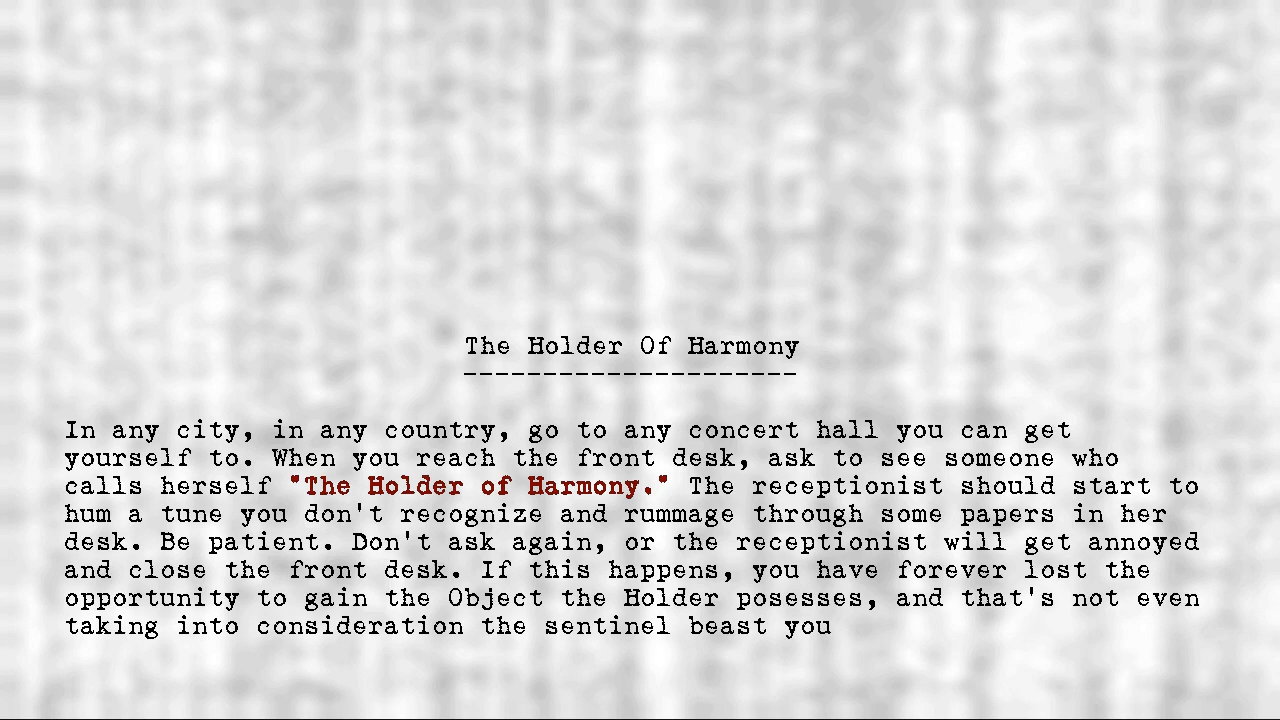 The Holder Of Harmony
---------------------
In any city, in any country, go to any concert hall you can get
yourself to. When you reach the front desk, ask to see someone who
calls herself "The Holder of Harmony." The receptionist should start to
hum a tune you don't recognize and rummage through some papers in her
desk. Be patient. Don't ask again, or the receptionist will get annoyed
and close the front desk. If this happens, you have forever lost the
opportunity to gain the Object the Holder posesses, and that's not even
taking into consideration the sentinel beast you